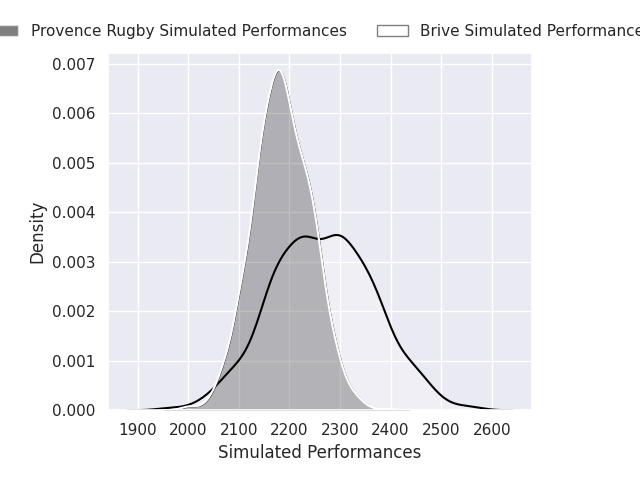 Provence Rugby Simulated Performances
Brive Simulated Performance
0.007
0.006
0.005
0.004
0.003
0.002
0.001
0.000
Density
1900 2000 2100 2200 2300 2400 2500 2600
Simulated Performances